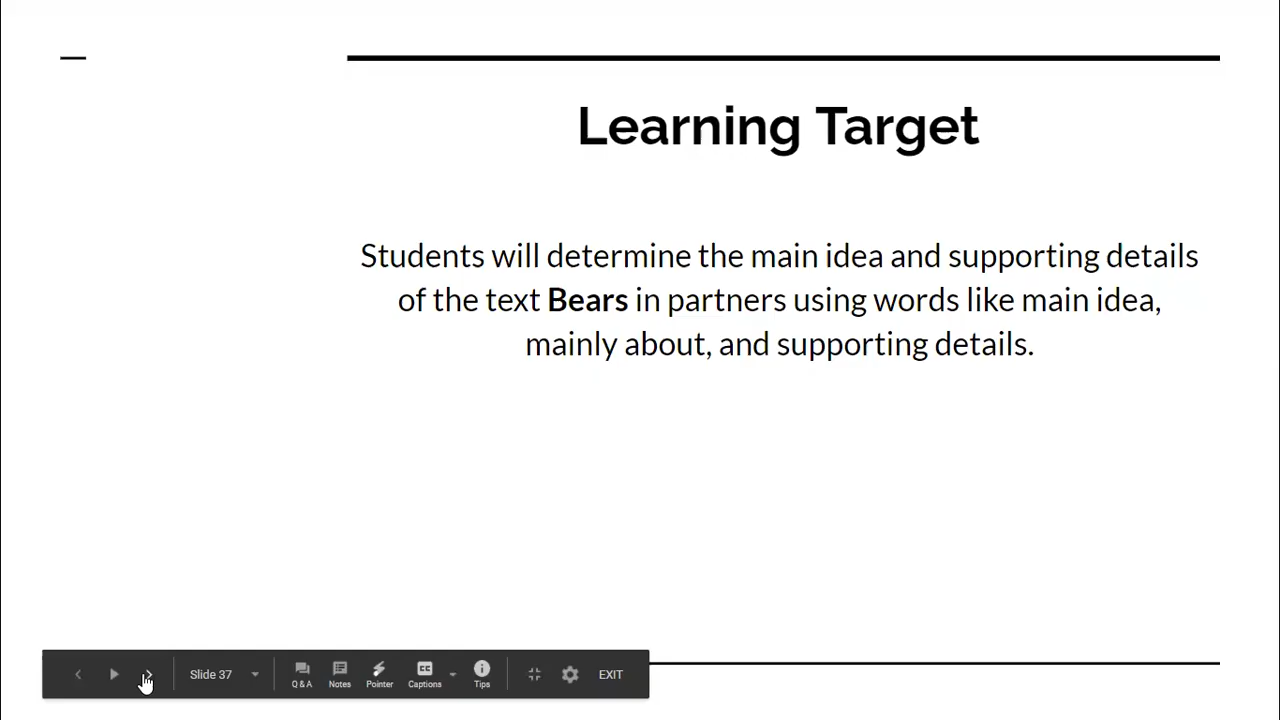 Learning Target
Students will determine the main idea and supporting details
of the text Bears in partners using words like main idea,
mainly about, and supporting details.
Slide 37
Q & A
Notes
Pointer
Captions
Tips
EXIT